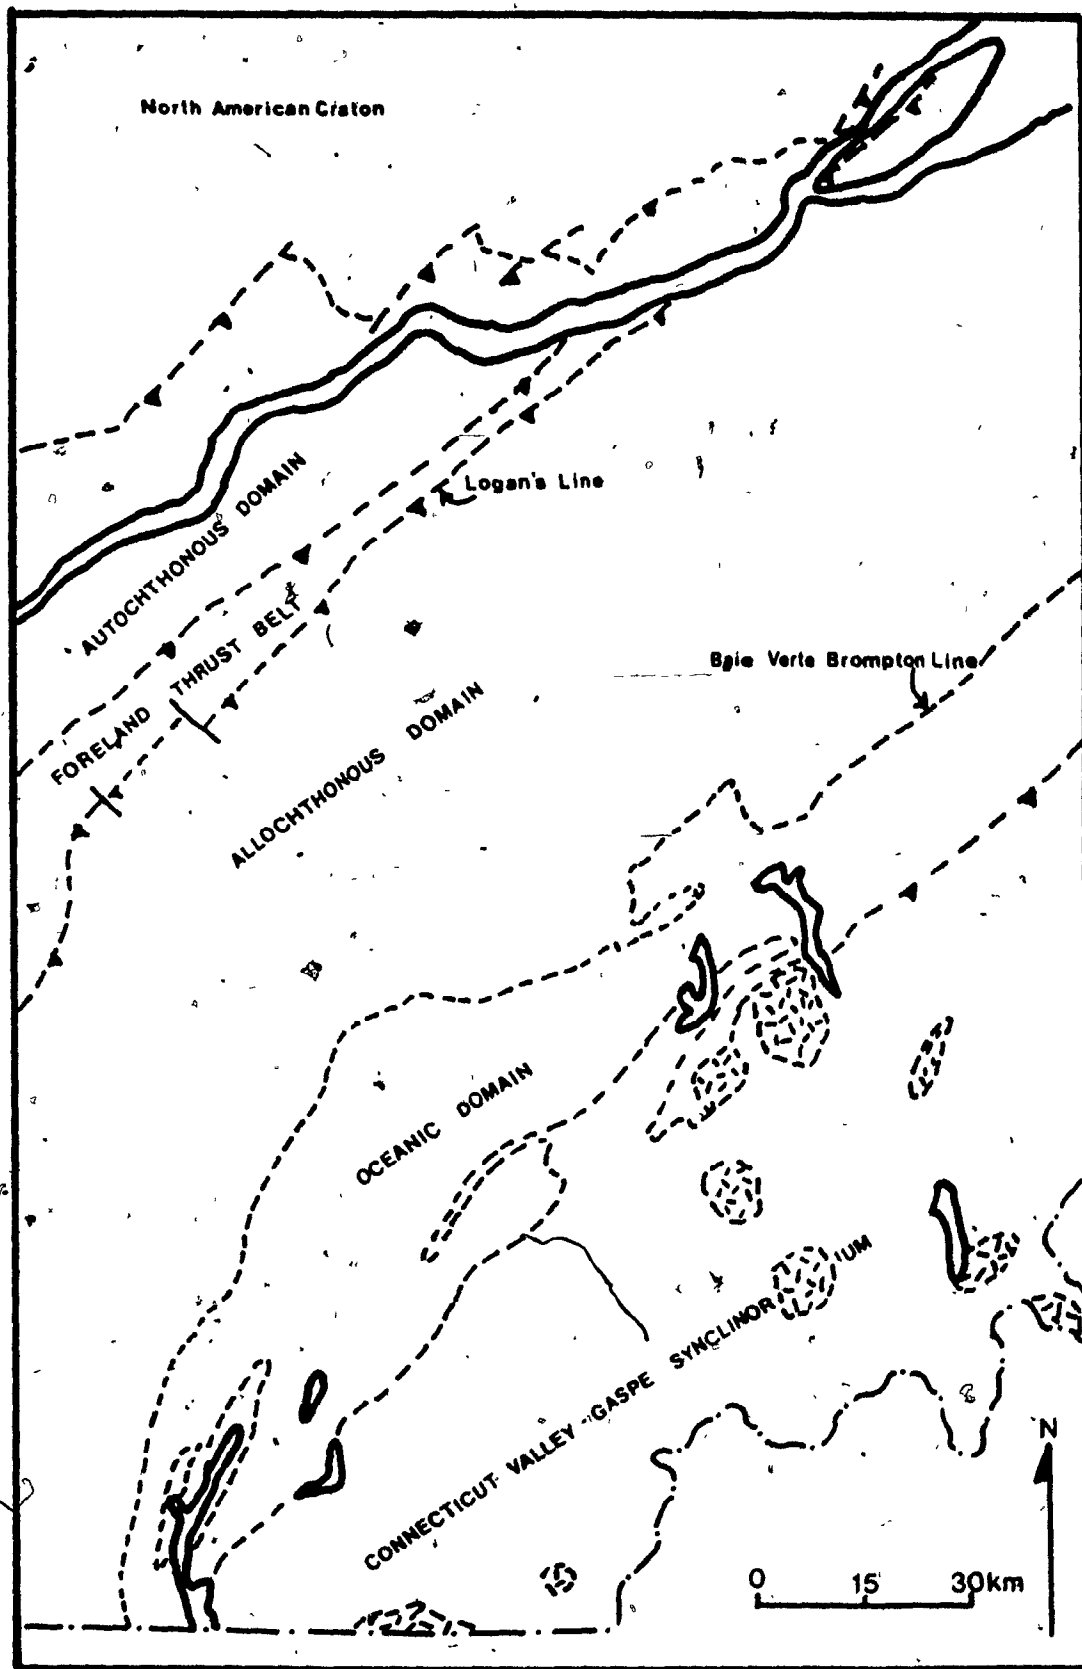 North American Craton
Logan's Line
AUTOCHTHONOUS DOMAIN
FORELAND THRUST BELT
Baie Verte Brompton Line
ALLOCHTHONOUS DOMAIN
OCEANIC DOMAIN
CONNECTICUT VALLEY-GASPE SYNCLINORIUM
N
0 15 30km